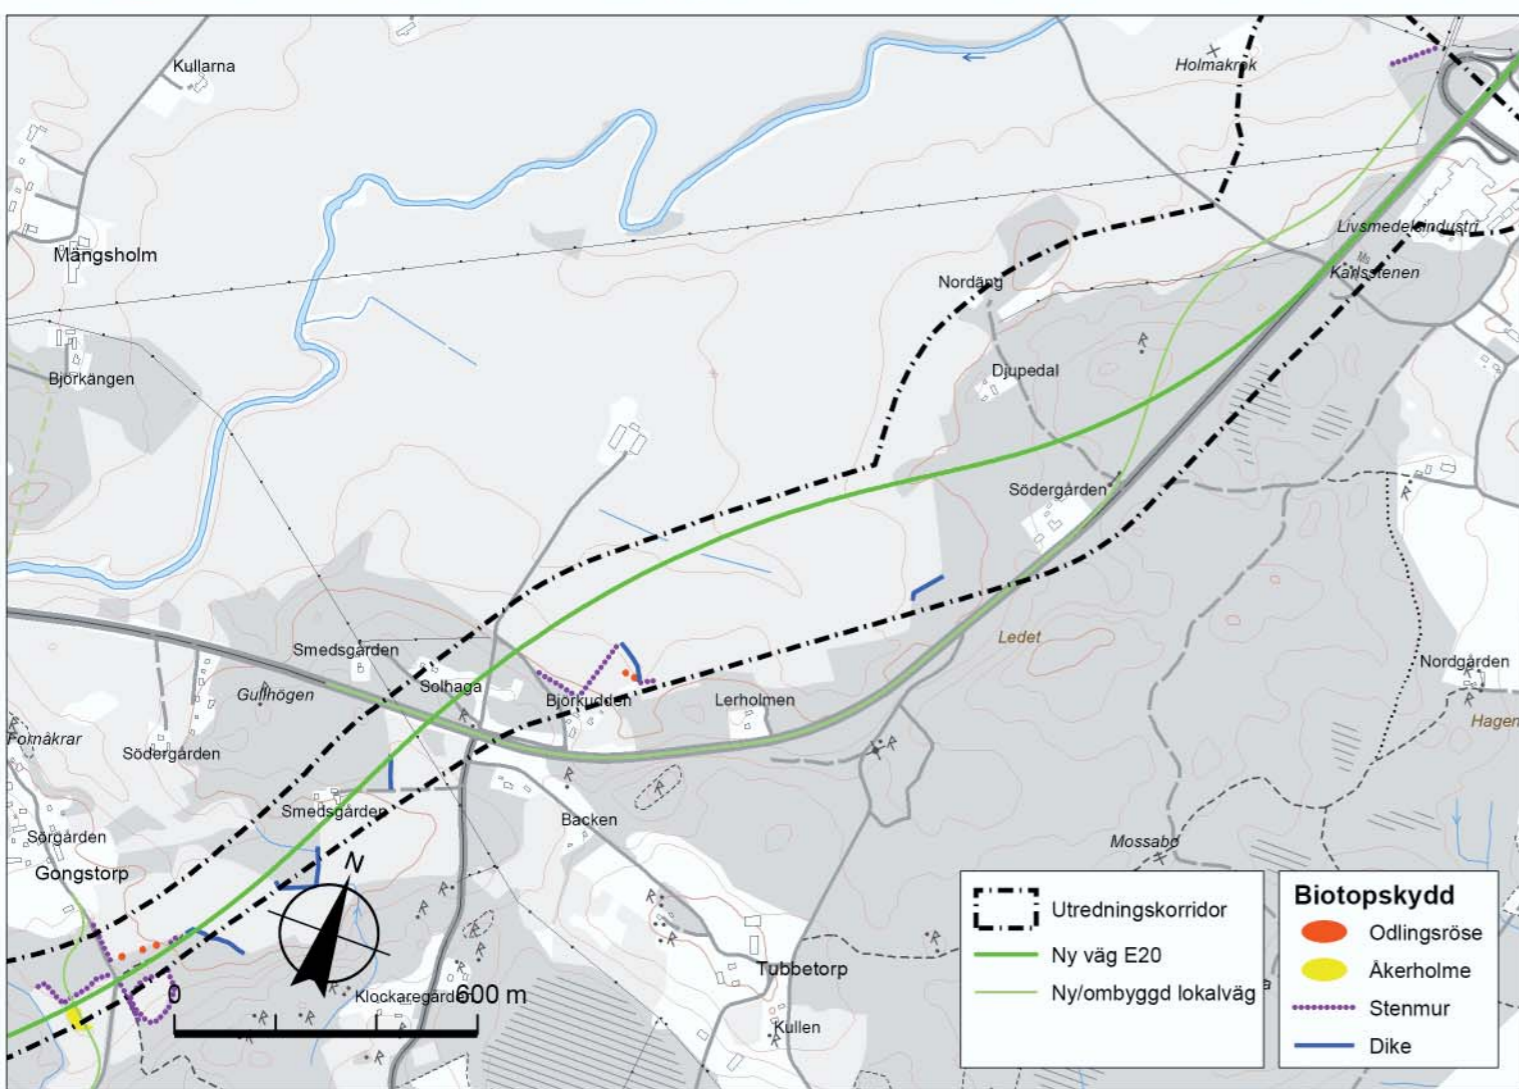 Kullarna
Holmakrok
Mängsholm
Livsmedelsindustri
Karlsstenen
Nordäng
Björkängen
Djupedal
Södergården
Smedsgården
Solhaga
Gullhögen
Björkudden
Lerholmen
Ledet
Nordgården
Hagen
Fornåkrar
Södergården
Smedsgården
Backen
Sörgården
Gongstorp
Mossabo
N
Tubbetorp
Klockaregården
Kullen
0
600 m
Utredningskorridor
Ny väg E20
Ny/ombyggd lokalväg
Biotopskydd
Odlingsröse
Åkerholme
Stenmur
Dike